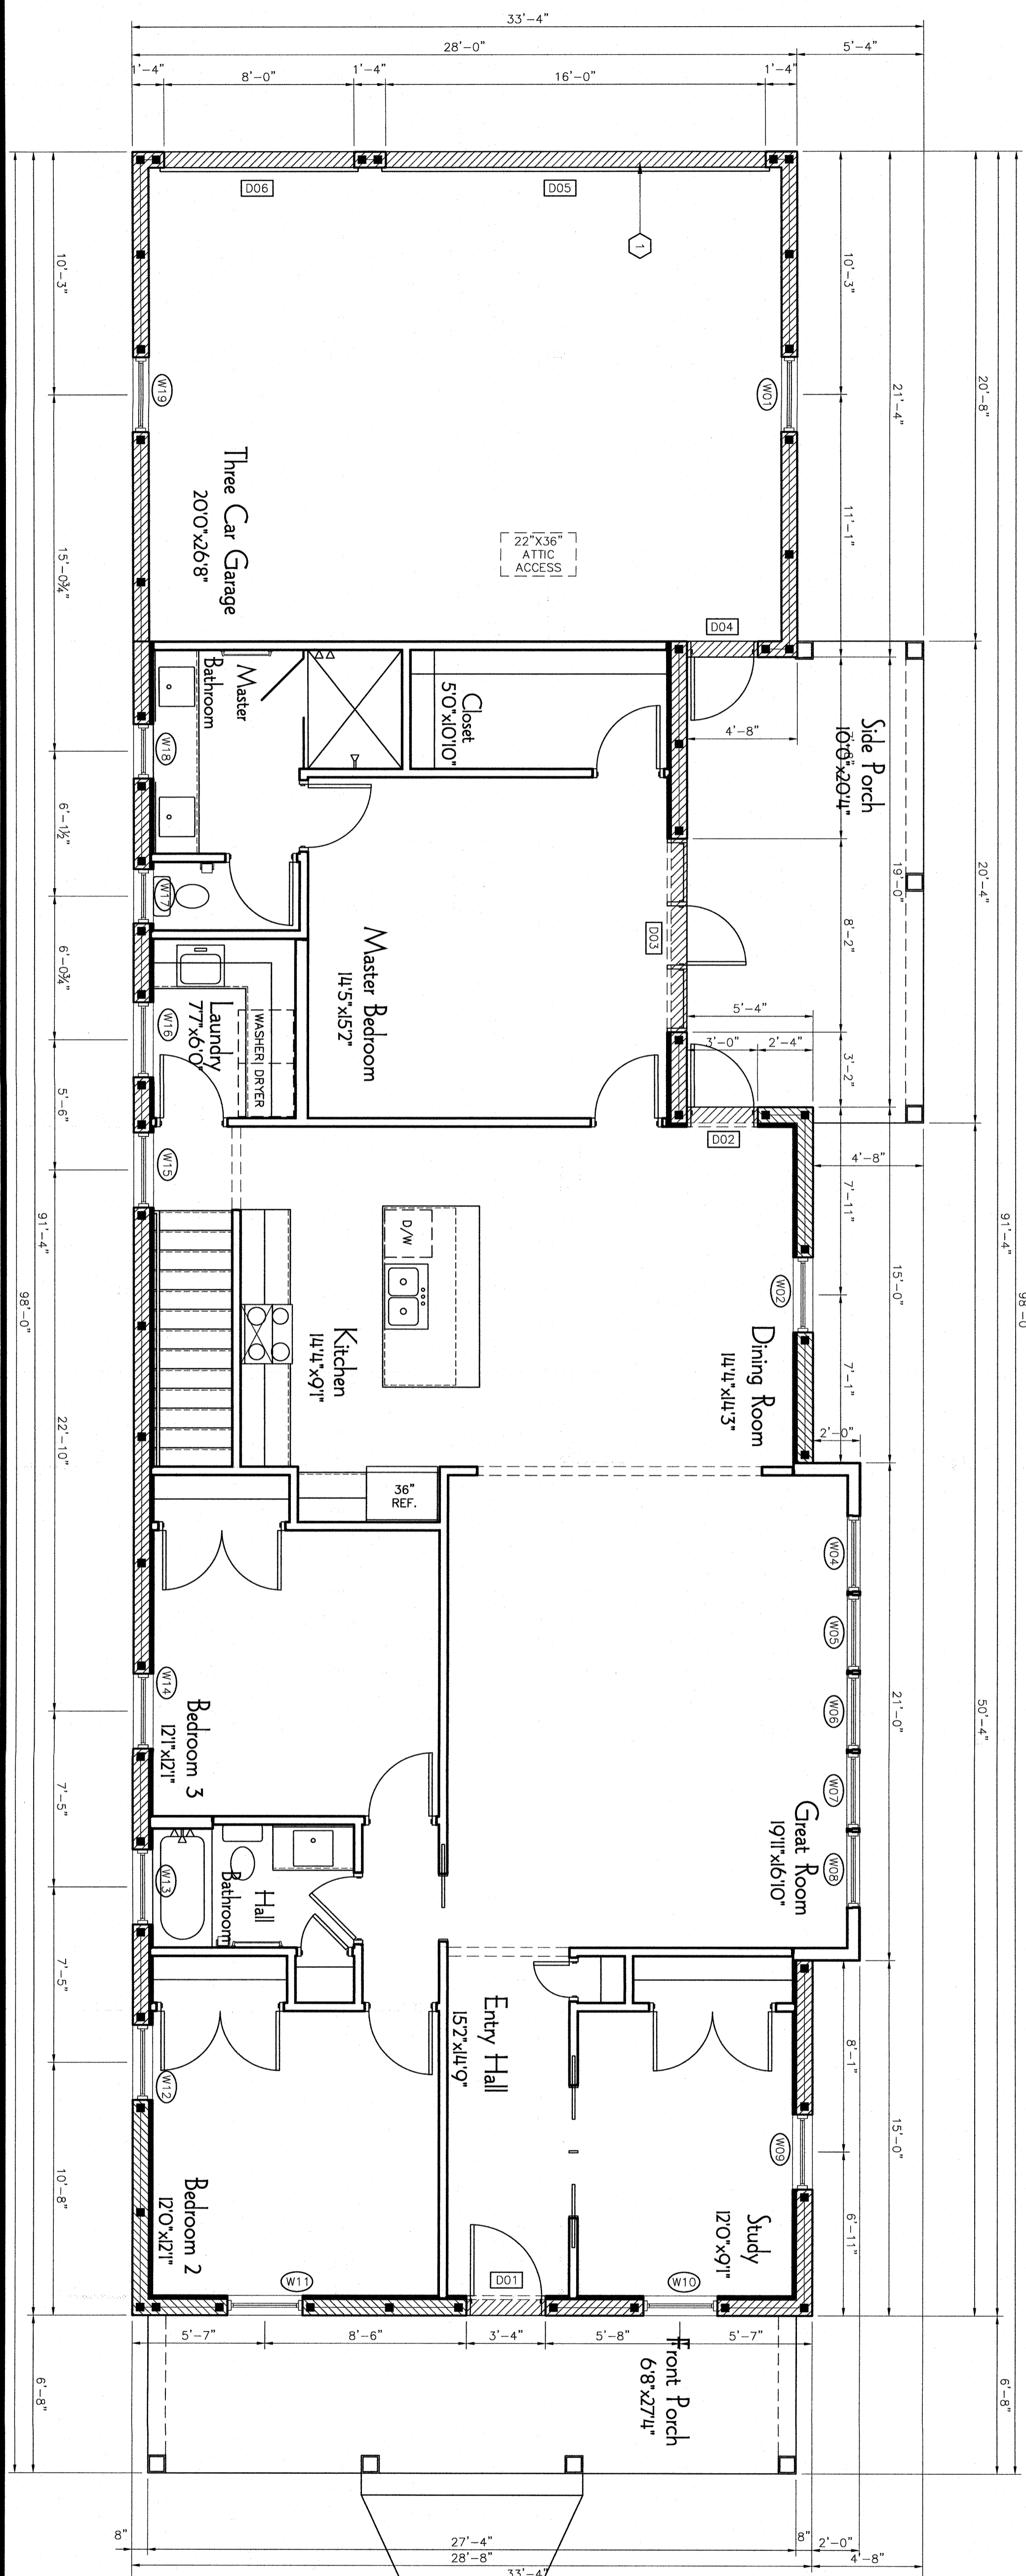 33'-4"
28'-0"
5'-4"
1'-4"
8'-0"
1'-4"
16'-0"
1'-4"
D06
D05
1
10'-3"
10'-3"
21'-4"
20'-8"
W19
W01
11'-1"
Three Car Garage
20'0"x26'8"
22"X36"
ATTIC
ACCESS
15'-0¾"
D04
Master
Bathroom
Closet
5'0"x10'10"
4'-8"
Side Porch
10'0"x20'4"
7'-8"
W18
6'-1½"
W17
19'-0"
20'-4"
8'-2"
D03
Master Bedroom
14'5"x15'2"
6'-0¾"
Laundry
7'7"x6'0"
WASHER
DRYER
W16
5'-4"
3'-0"
2'-4"
3'-2"
5'-6"
D02
W15
4'-8"
7'-11"
91'-4"
98'-0"
91'-4"
98'-0"
D/W
W02
15'-0"
Kitchen
14'4"x9'1"
Dining Room
14'4"x14'3"
7'-1"
22'-10"
2'-0"
36"
REF.
W04
W05
W06
W07
W08
W14
Bedroom 3
12'1"x12'1"
21'-0"
50'-4"
Great Room
19'11"x16'10"
7'-5"
W13
Hall
Bathroom
7'-5"
Entry Hall
15'2"x14'9"
8'-1"
15'-0"
W12
W09
10'-8"
Bedroom 2
12'0"x12'1"
Study
12'0"x9'1"
6'-11"
W11
D01
W10
5'-7"
8'-6"
3'-4"
5'-8"
5'-7"
Front Porch
6'8"x27'4"
6'-8"
6'-8"
8"
27'-4"
8"
2'-0"
28'-8"
4'-8"
33'-4"